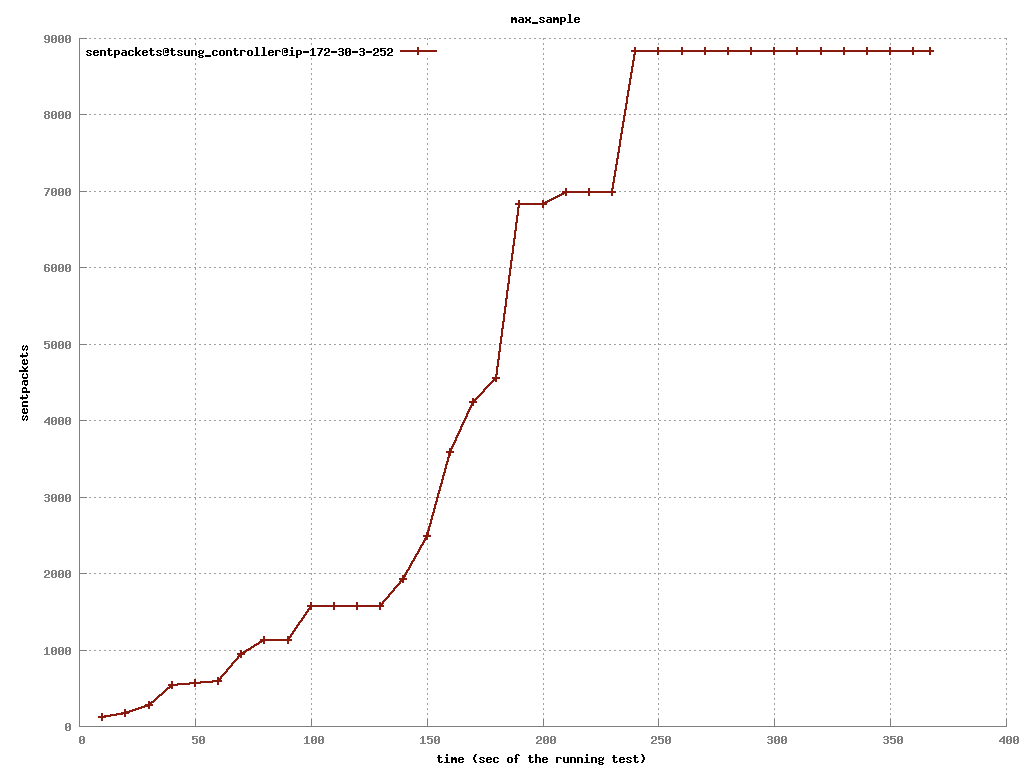 max_sample
sentpackets@tsung_controller@ip-172-30-3-252
9000
8000
7000
6000
5000
4000
3000
2000
1000
0
sentpackets
0 50 100 150 200 250 300 350 400
time (sec of the running test)